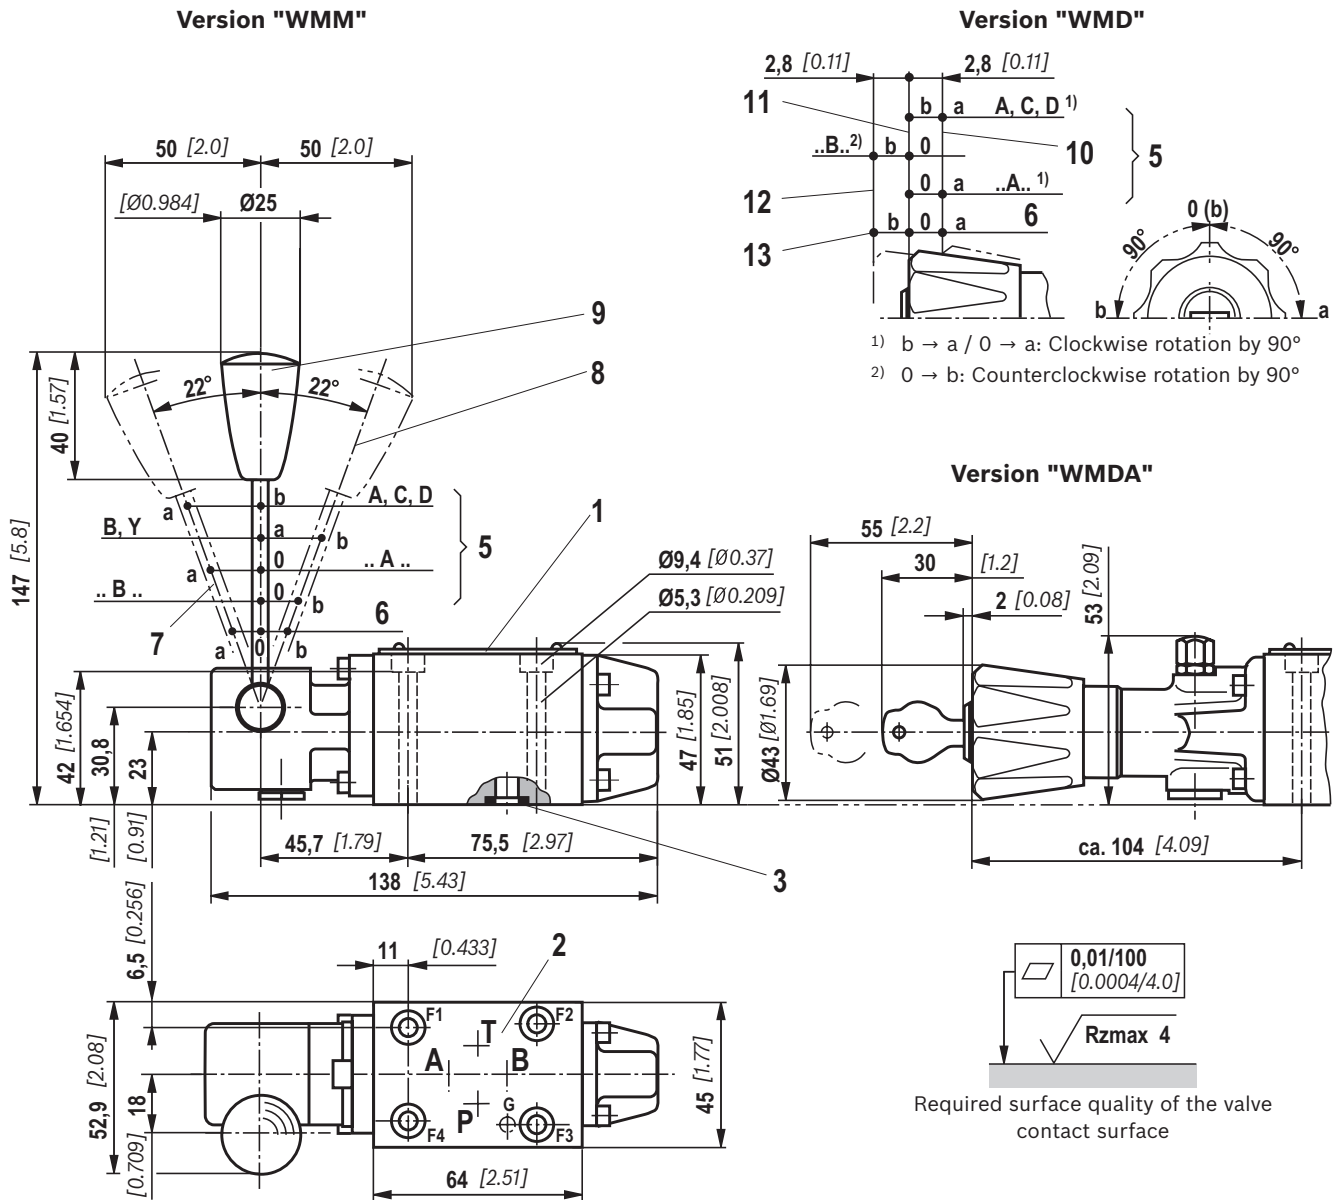 Version "WMM"
50 [2.0]
50 [2.0]
[Ø0.984]
Ø25
9
8
22°
22°
40 [1.57]
147 [5.8]
b
A, C, D
a
B, Y
a
b
5
a
0
.. A ..
.. B ..
0
b
7
6
a
0
b
1
Ø9,4 [Ø0.37]
Ø5,3 [Ø0.209]
42 [1.654]
30,8
[1.21]
23
[0.91]
47 [1.85]
51 [2.008]
45,7 [1.79]
75,5 [2.97]
138 [5.43]
3
6,5 [0.256]
11
[0.433]
2
F1
F2
T
A
B
P
G
F4
F3
52,9 [2.08]
18
[0.709]
45 [1.77]
64 [2.51]
Version "WMD"
2,8 [0.11]
2,8 [0.11]
11
b
a
A, C, D 1)
..B..2)
b
0
10
5
12
0
a
..A.. 1)
13
b
0
a
6
0 (b)
90°
90°
b
a
1) b → a / 0 → a: Clockwise rotation by 90°
2) 0 → b: Counterclockwise rotation by 90°
Version "WMDA"
55 [2.2]
30
[1.2]
2 [0.08]
53 [2.09]
Ø43 [Ø1.69]
ca. 104 [4.09]
0,01/100
[0.0004/4.0]
Rzmax 4
Required surface quality of the valve
contact surface